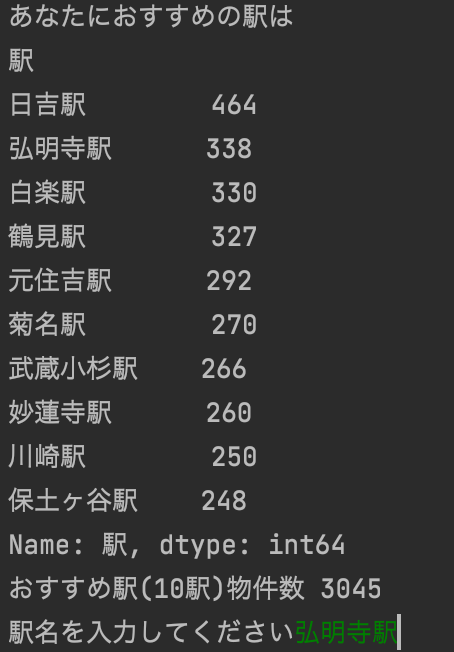 あなたにおすすめの駅は
駅
日吉駅 464
弘明寺駅 338
白楽駅 330
鶴見駅 327
元住吉駅 292
菊名駅 270
武蔵小杉駅 266
妙蓮寺駅 260
川崎駅 250
保土ヶ谷駅 248
Name: 駅, dtype: int64
おすすめ駅(10駅)物件数 3045
駅名を入力してください弘明寺駅